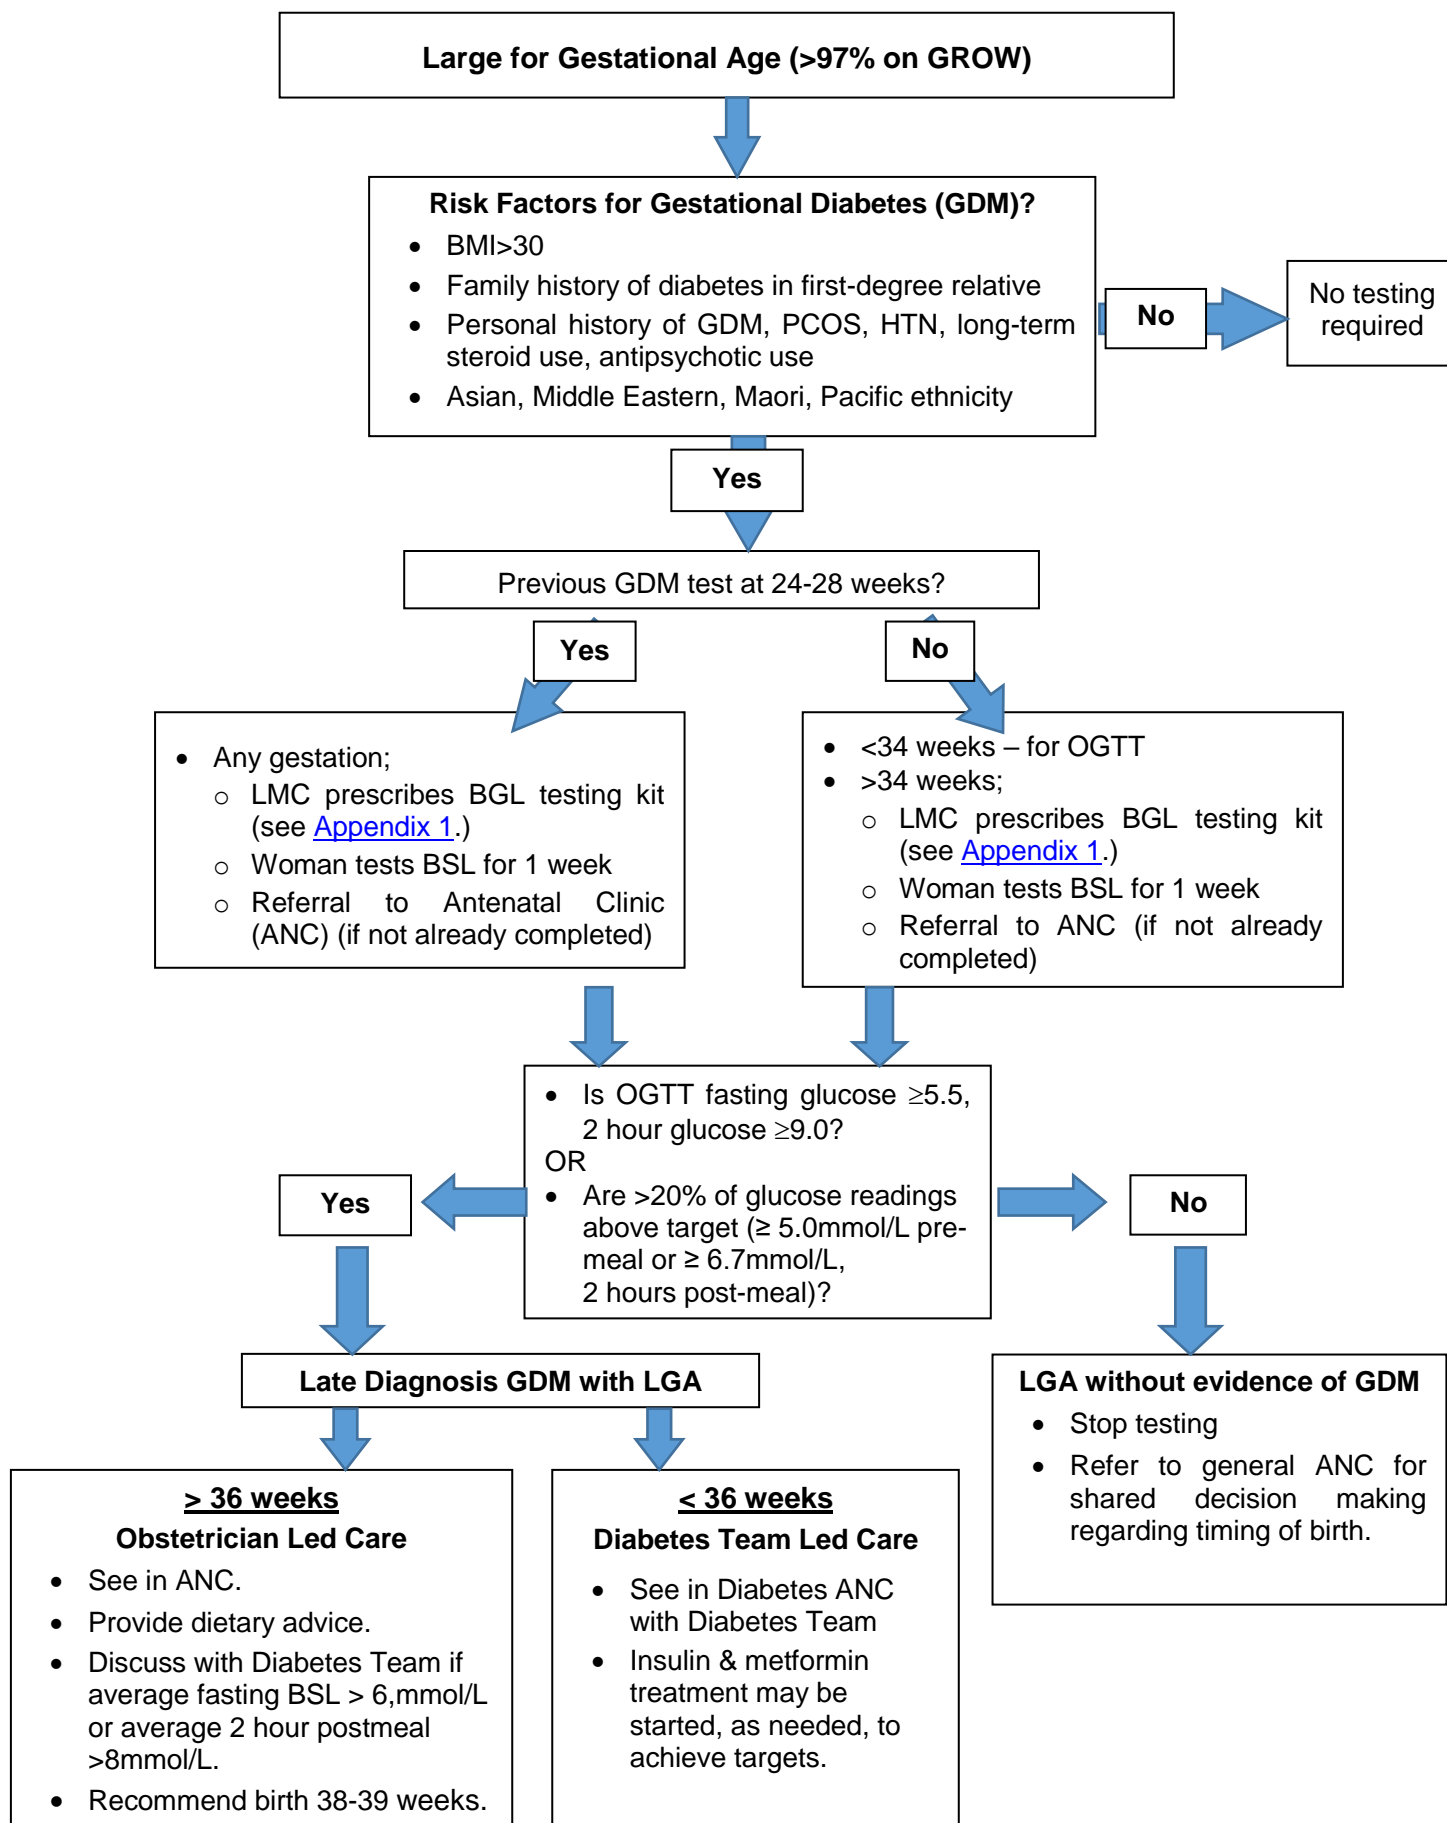 Large for Gestational Age (>97% on GROW)
Risk Factors for Gestational Diabetes (GDM)?
• BMI>30
• Family history of diabetes in first-degree relative
• Personal history of GDM, PCOS, HTN, long-term
steroid use, antipsychotic use
• Asian, Middle Eastern, Maori, Pacific ethnicity
No
No testing
required
Yes
Previous GDM test at 24-28 weeks?
Yes
No
• Any gestation;
o LMC prescribes BGL testing kit
(see Appendix 1.)
o Woman tests BSL for 1 week
o Referral to Antenatal Clinic
(ANC) (if not already completed)
• <34 weeks – for OGTT
• >34 weeks;
o LMC prescribes BGL testing kit
(see Appendix 1.)
o Woman tests BSL for 1 week
o Referral to ANC (if not already
completed)
• Is OGTT fasting glucose ≥5.5,
2 hour glucose ≥9.0?
OR
• Are >20% of glucose readings
above target (≥ 5.0mmol/L pre-
meal or ≥ 6.7mmol/L,
2 hours post-meal)?
Yes
No
Late Diagnosis GDM with LGA
LGA without evidence of GDM
• Stop testing
• Refer to general ANC for
shared decision making
regarding timing of birth.
> 36 weeks
Obstetrician Led Care
• See in ANC.
• Provide dietary advice.
• Discuss with Diabetes Team if
average fasting BSL > 6,mmol/L
or average 2 hour postmeal
>8mmol/L.
• Recommend birth 38-39 weeks.
< 36 weeks
Diabetes Team Led Care
• See in Diabetes ANC
with Diabetes Team
• Insulin & metformin
treatment may be
started, as needed, to
achieve targets.